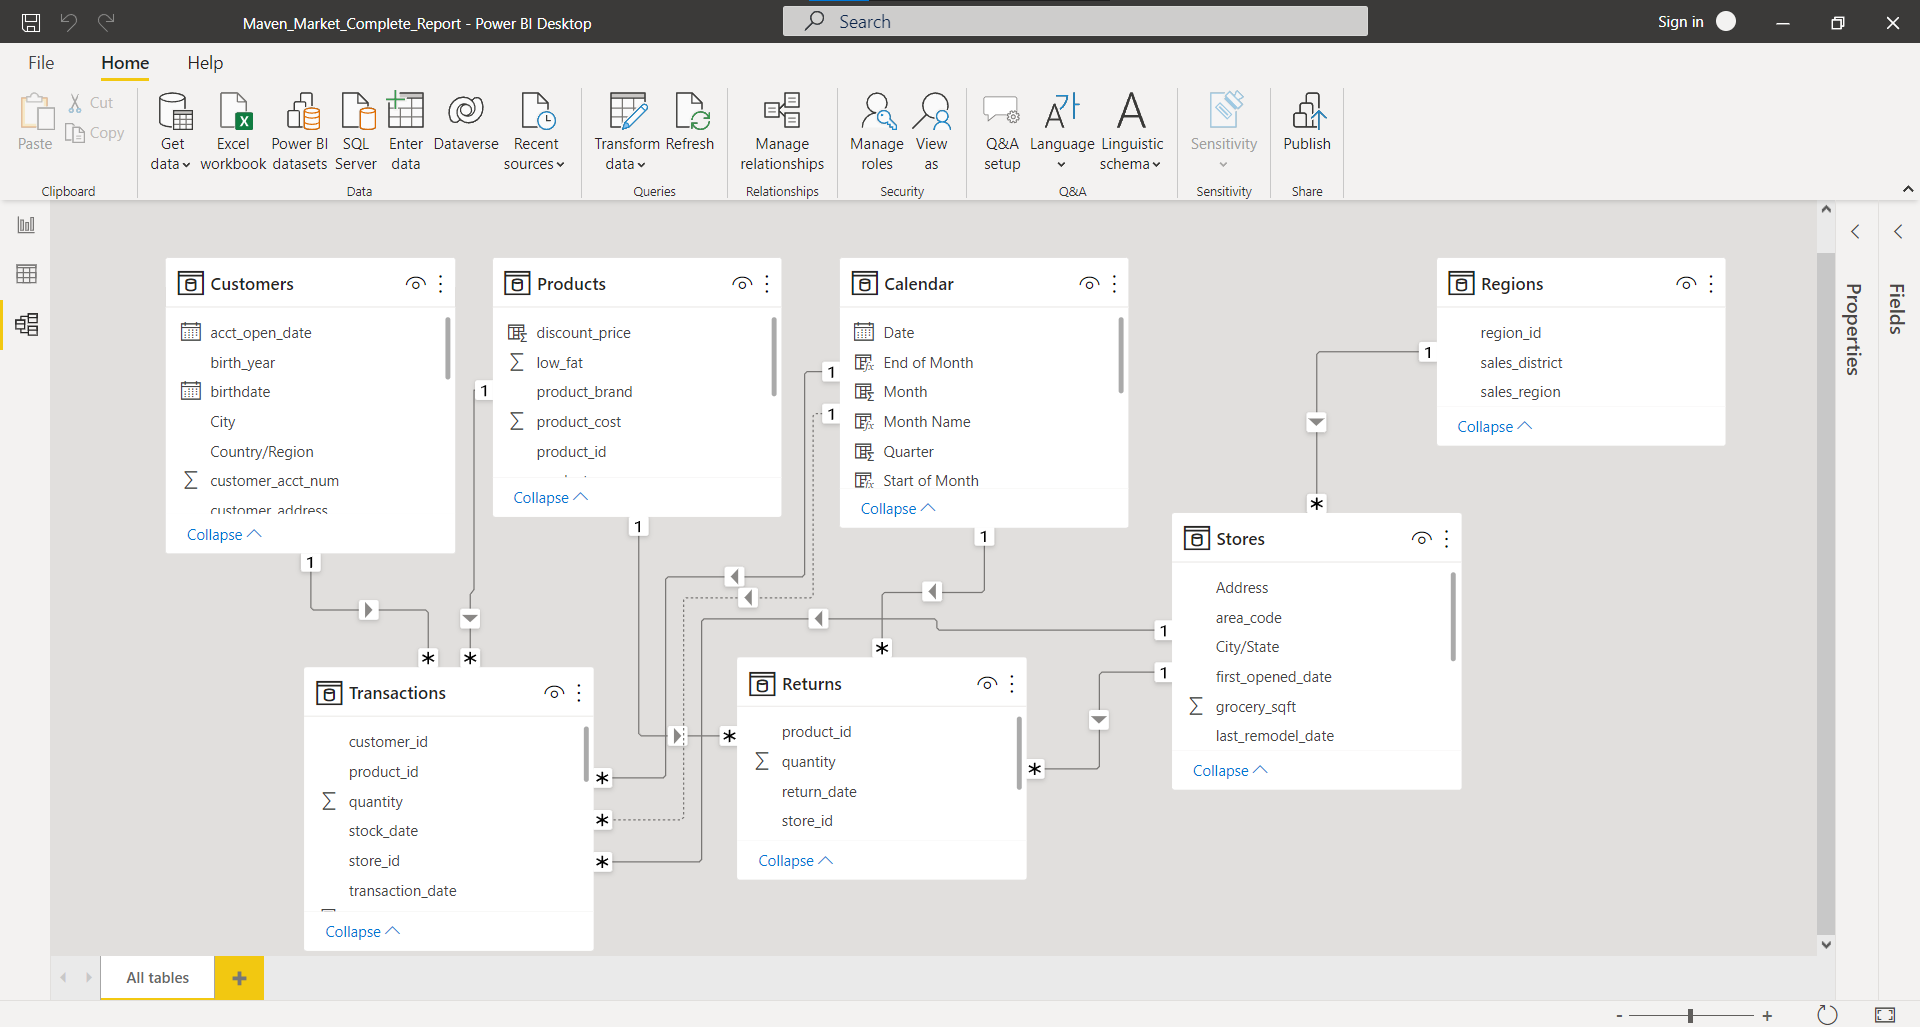 Maven_Market_Complete_Report - Power BI Desktop
Search
Sign in
File
Home
Help
Paste
Cut
Copy
Clipboard
Get data
Excel workbook
Power BI datasets
SQL Server
Enter data
Dataverse
Recent sources
Data
Transform data
Refresh
Queries
Manage relationships
Relationships
Manage roles
View as
Security
Q&A setup
Language
Linguistic schema
Q&A
Sensitivity
Sensitivity
Publish
Share
Customers
acct_open_date
birth_year
birthdate
City
Country/Region
customer_acct_num
customer_address
Collapse
1
Products
discount_price
low_fat
product_brand
product_cost
product_id
Collapse
1
1
Calendar
Date
End of Month
Month
Month Name
Quarter
Start of Month
Collapse
1
1
1
Regions
region_id
sales_district
sales_region
Collapse
1
*
Stores
Address
area_code
City/State
first_opened_date
grocery_sqft
last_remodel_date
Collapse
1
1
*
*
Transactions
customer_id
product_id
quantity
stock_date
store_id
transaction_date
Collapse
*
*
*
*
Returns
product_id
quantity
return_date
store_id
Collapse
*
*
Properties
Fields
All tables
+
-
+